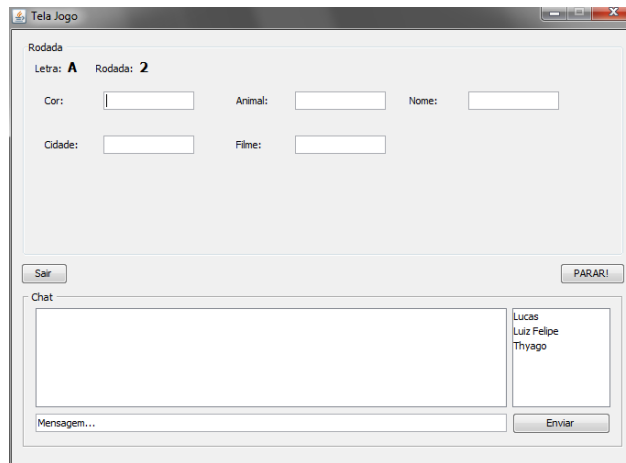 Tela Jogo
Rodada
Letra: A Rodada: 2
Cor: Animal: Nome:
Cidade: Filme:
Sair PARAR!
Chat
Lucas
Luiz Felipe
Thyago
Mensagem... Enviar